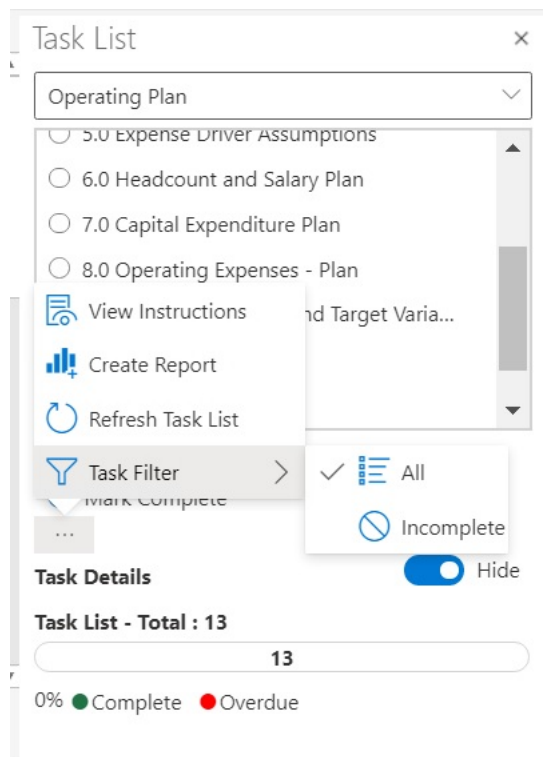 Task List
Operating Plan
5.0 Expense Driver Assumptions
6.0 Headcount and Salary Plan
7.0 Capital Expenditure Plan
8.0 Operating Expenses - Plan
View Instructions
nd Target Varia...
Create Report
Refresh Task List
Task Filter
All
Mark Complete
Incomplete
...
Task Details
Hide
Task List - Total : 13
13
0% Complete Overdue